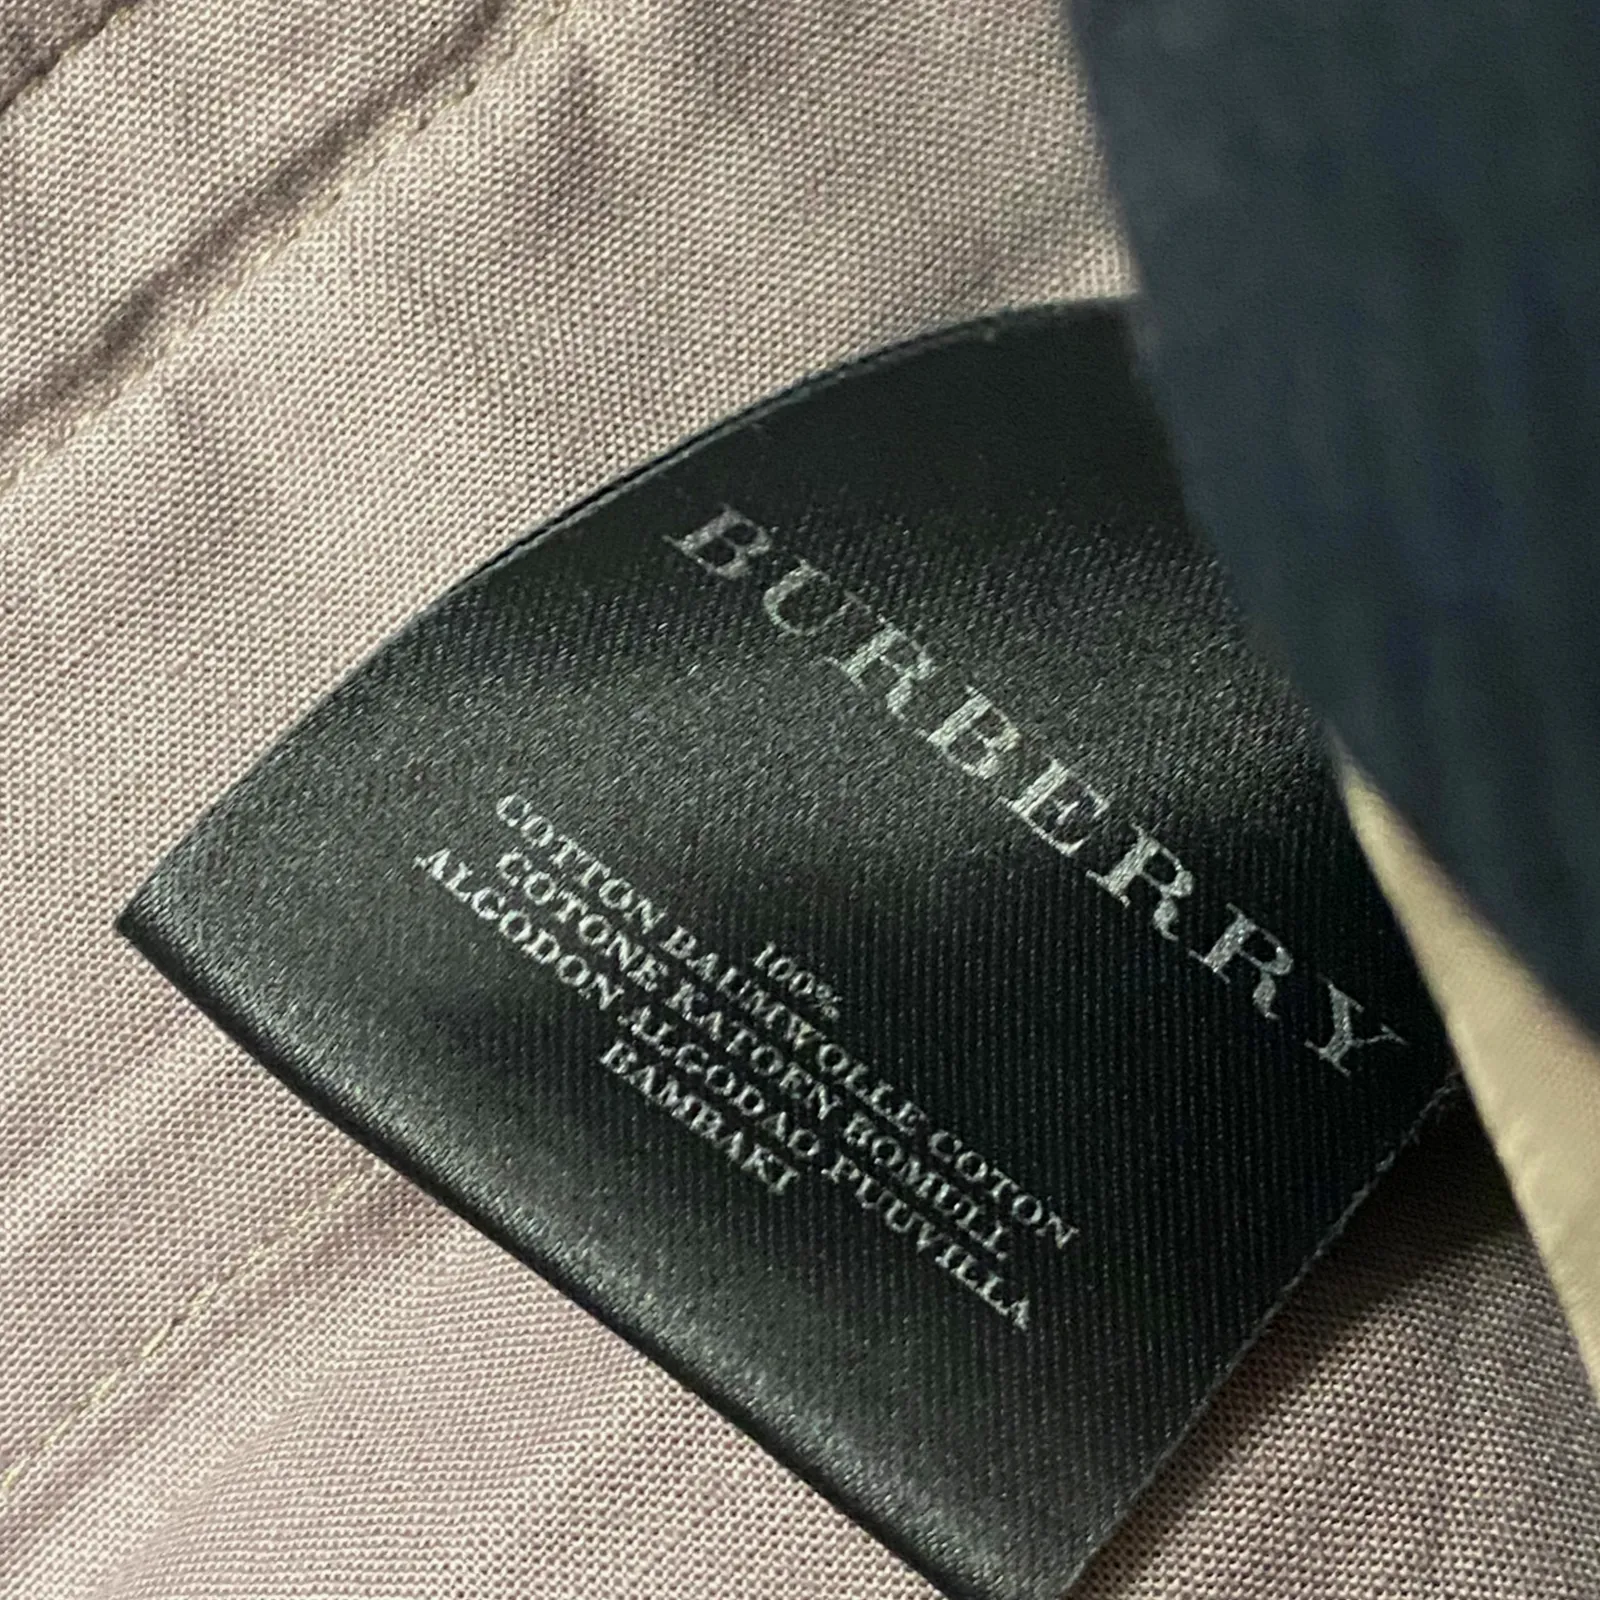 BURBERRY
100%
COTTON BAUMWOLLE COTON
COTONE KATOEN BOMULL
ALGODON ALGODAO PUUVILLA
BAMBAKI